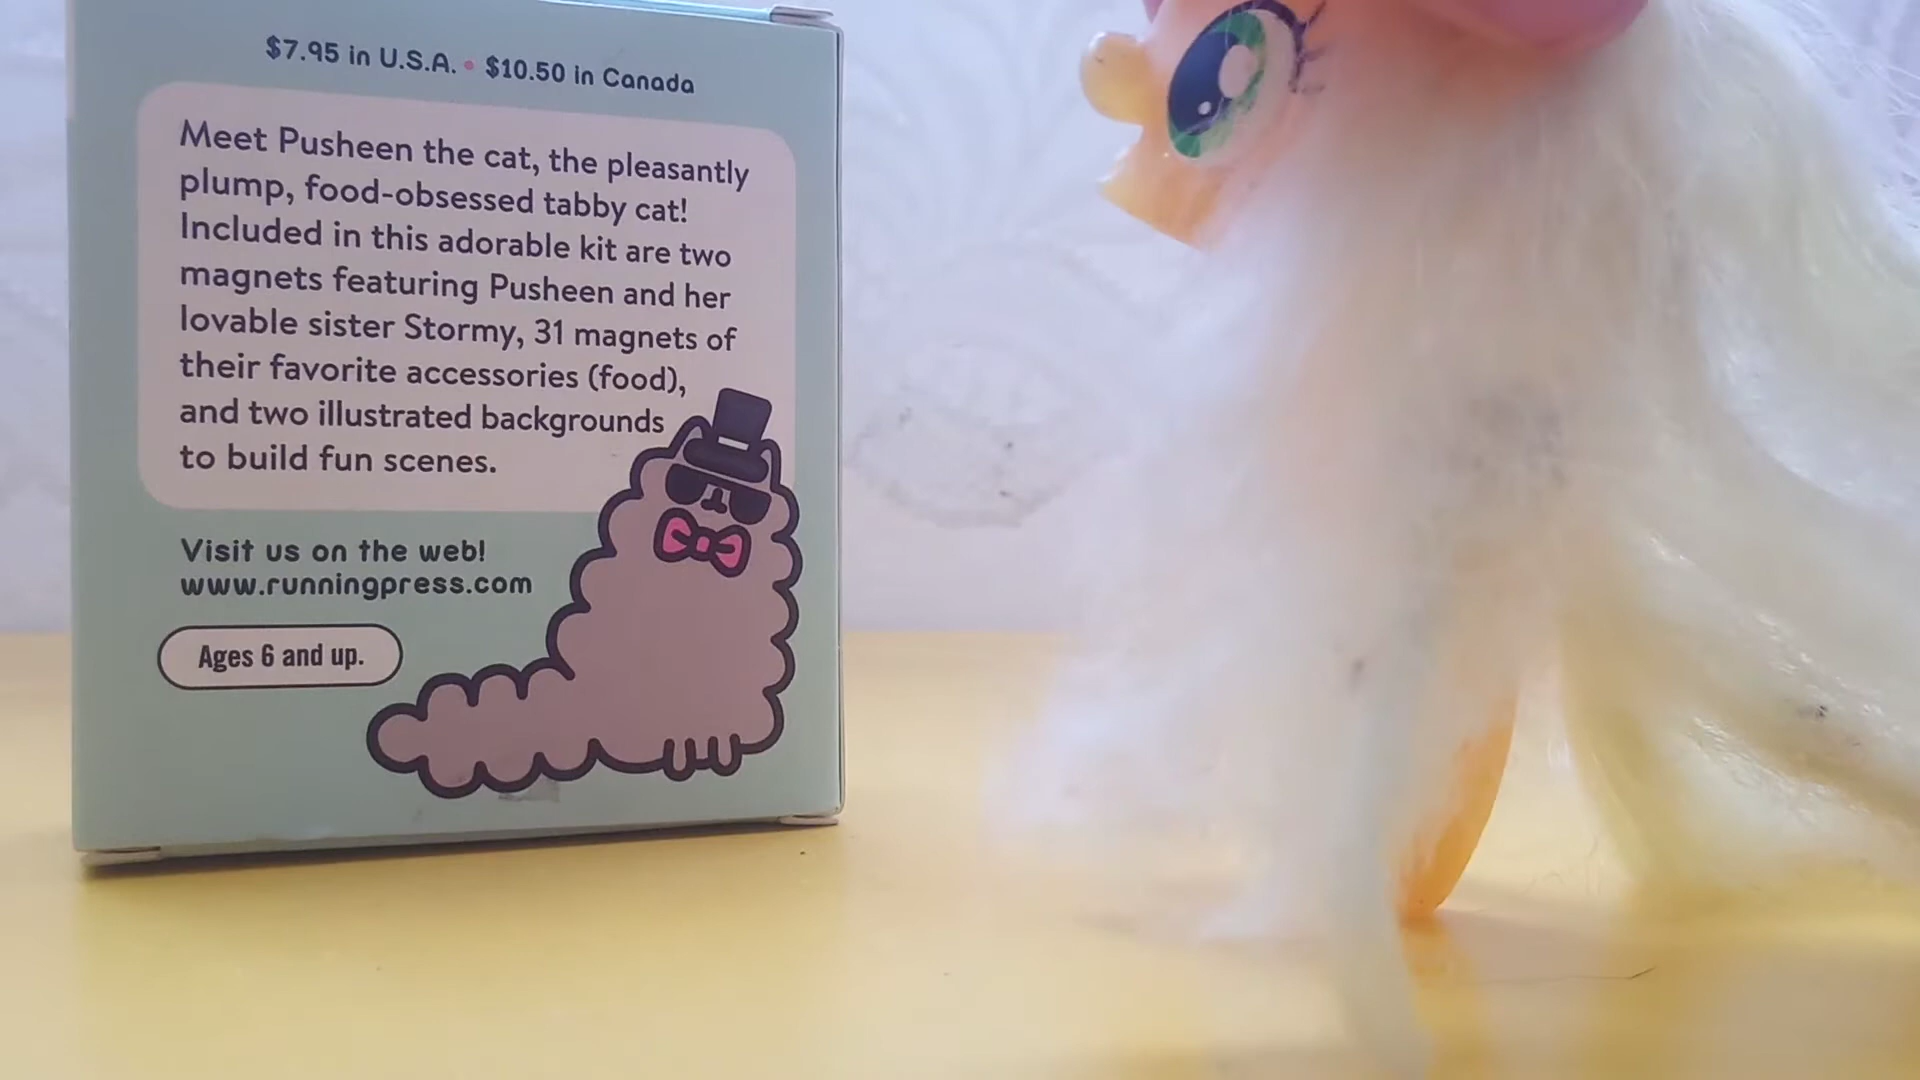 $7.95 in U.S.A. • $10.50 in Canada
Meet Pusheen the cat, the pleasantly
plump, food-obsessed tabby cat!
Included in this adorable kit are two
magnets featuring Pusheen and her
lovable sister Stormy, 31 magnets of
their favorite accessories (food),
and two illustrated backgrounds
to build fun scenes.
Visit us on the web!
www.runningpress.com
Ages 6 and up.